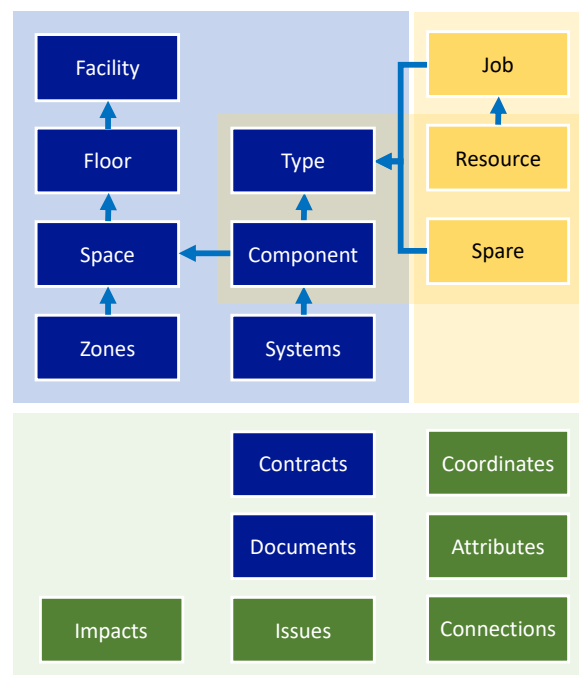 Facility
Job
Floor
Type
Resource
Space
Component
Spare
Zones
Systems
Contracts
Coordinates
Documents
Attributes
Impacts
Issues
Connections